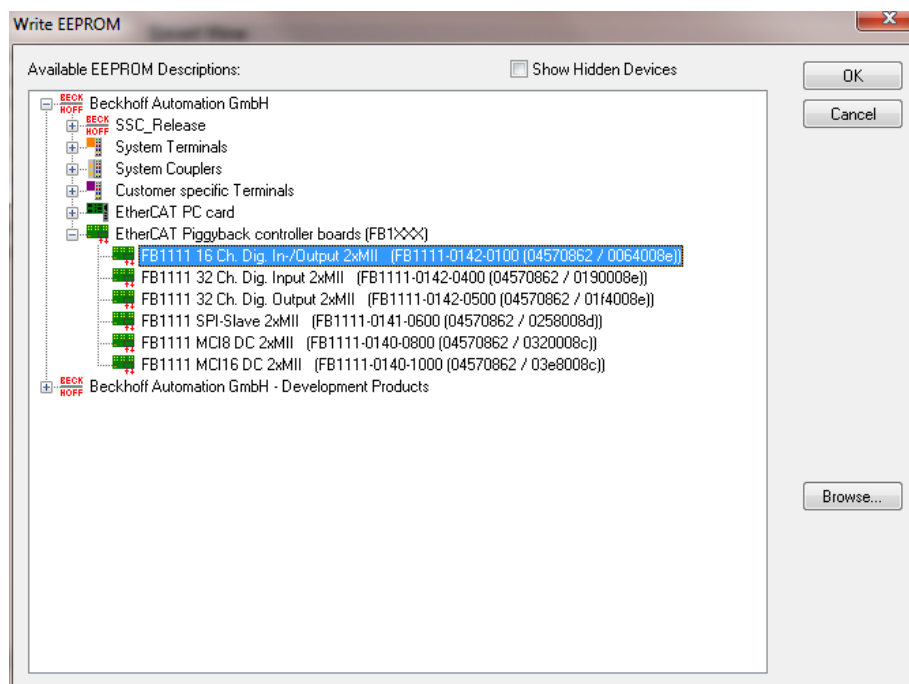 Write EEPROM
Available EEPROM Descriptions:
Show Hidden Devices
OK
Cancel
BECK
HOFF
Beckhoff Automation GmbH
BECK
HOFF
SSC_Release
System Terminals
System Couplers
Customer specific Terminals
EtherCAT PC card
EtherCAT Piggyback controller boards (FB1XXX)
FB1111 16 Ch. Dig. In-/Output 2xMII (FB1111-0142-0100 (04570862 / 0064008e))
FB1111 32 Ch. Dig. Input 2xMII (FB1111-0142-0400 (04570862 / 0190008e))
FB1111 32 Ch. Dig. Output 2xMII (FB1111-0142-0500 (04570862 / 01f4008e))
FB1111 SPI-Slave 2xMII (FB1111-0141-0600 (04570862 / 0258008d))
FB1111 MCI8 DC 2xMII (FB1111-0140-0800 (04570862 / 0320008c))
FB1111 MCI16 DC 2xMII (FB1111-0140-1000 (04570862 / 03e8008c))
BECK
HOFF
Beckhoff Automation GmbH - Development Products
Browse...